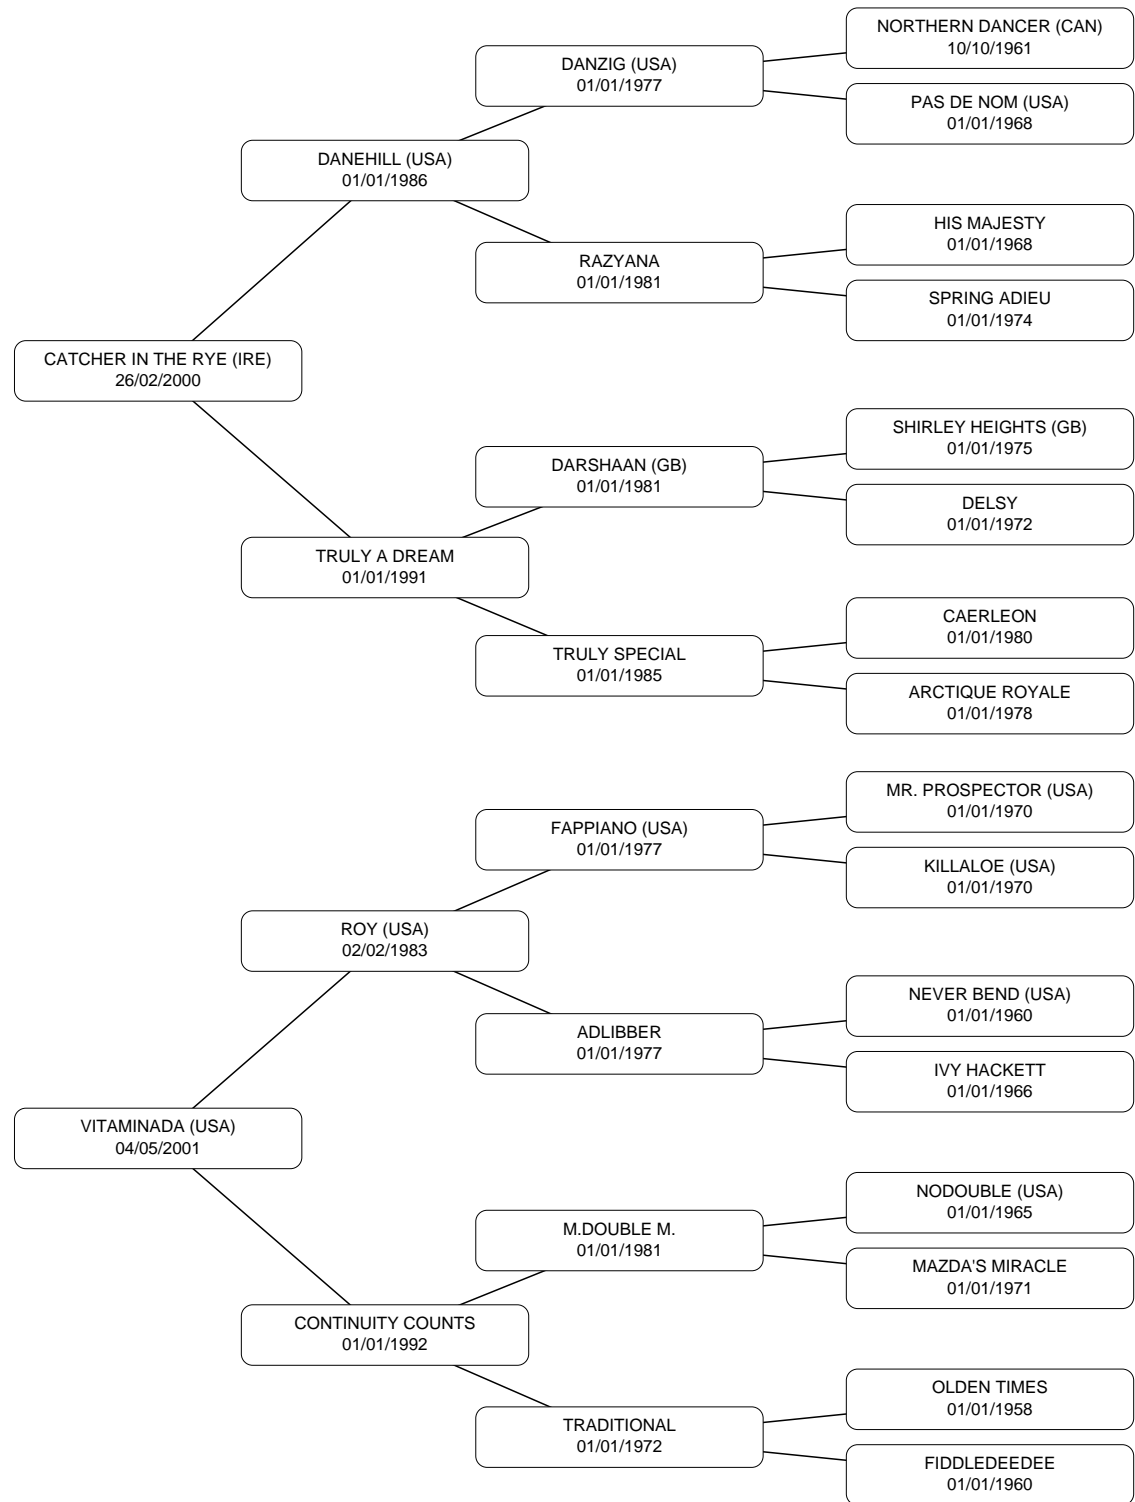 NORTHERN DANCER (CAN)
10/10/1961
DANZIG (USA)
01/01/1977
PAS DE NOM (USA)
01/01/1968
DANEHILL (USA)
01/01/1986
HIS MAJESTY
01/01/1968
RAZYANA
01/01/1981
SPRING ADIEU
01/01/1974
CATCHER IN THE RYE (IRE)
26/02/2000
SHIRLEY HEIGHTS (GB)
01/01/1975
DARSHAAN (GB)
01/01/1981
DELSY
01/01/1972
TRULY A DREAM
01/01/1991
CAERLEON
01/01/1980
TRULY SPECIAL
01/01/1985
ARCTIQUE ROYALE
01/01/1978
MR. PROSPECTOR (USA)
01/01/1970
FAPPIANO (USA)
01/01/1977
KILLALOE (USA)
01/01/1970
ROY (USA)
02/02/1983
NEVER BEND (USA)
01/01/1960
ADLIBBER
01/01/1977
IVY HACKETT
01/01/1966
VITAMINADA (USA)
04/05/2001
NODOUBLE (USA)
01/01/1965
M.DOUBLE M.
01/01/1981
MAZDA'S MIRACLE
01/01/1971
CONTINUITY COUNTS
01/01/1992
OLDEN TIMES
01/01/1958
TRADITIONAL
01/01/1972
FIDDLEDEEDEE
01/01/1960